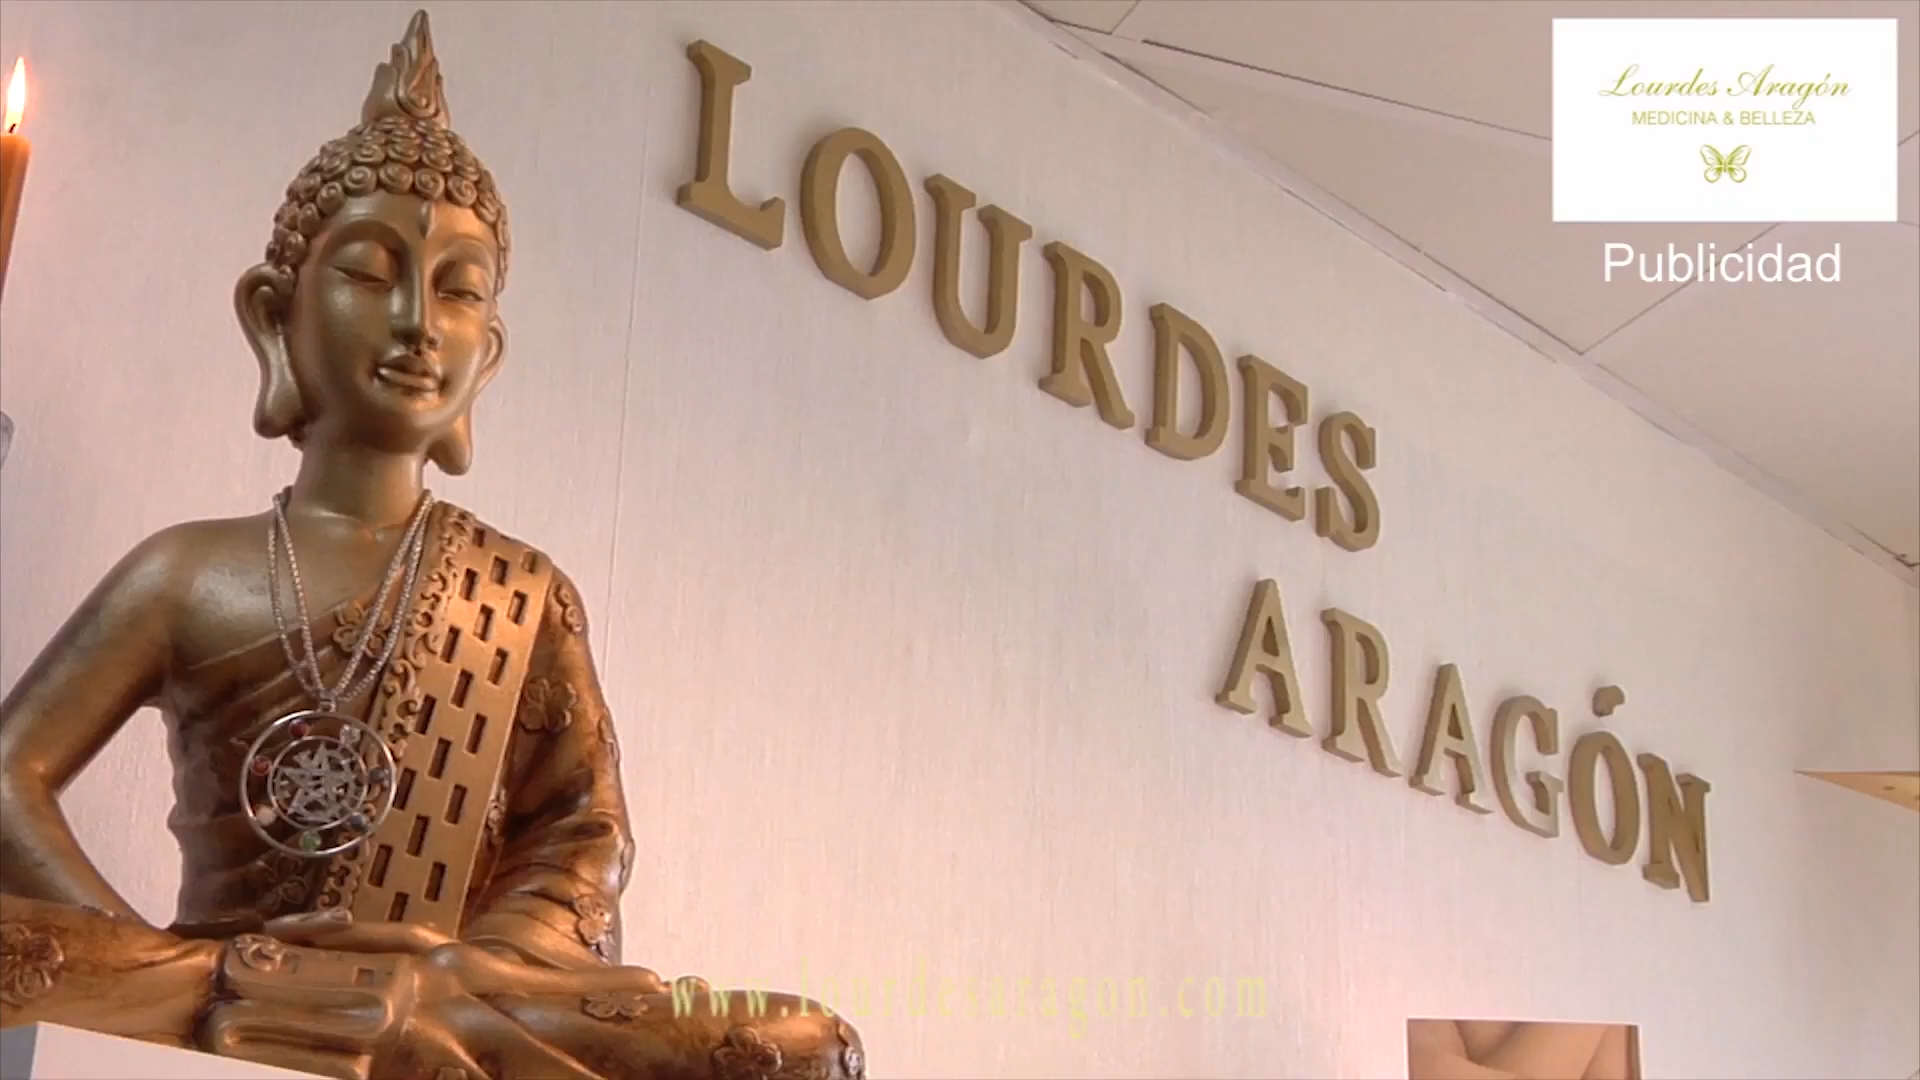 LOURDES
ARAGÓN
Lourdes Aragón
MEDICINA & BELLEZA
Publicidad
www.lourdesaragon.com